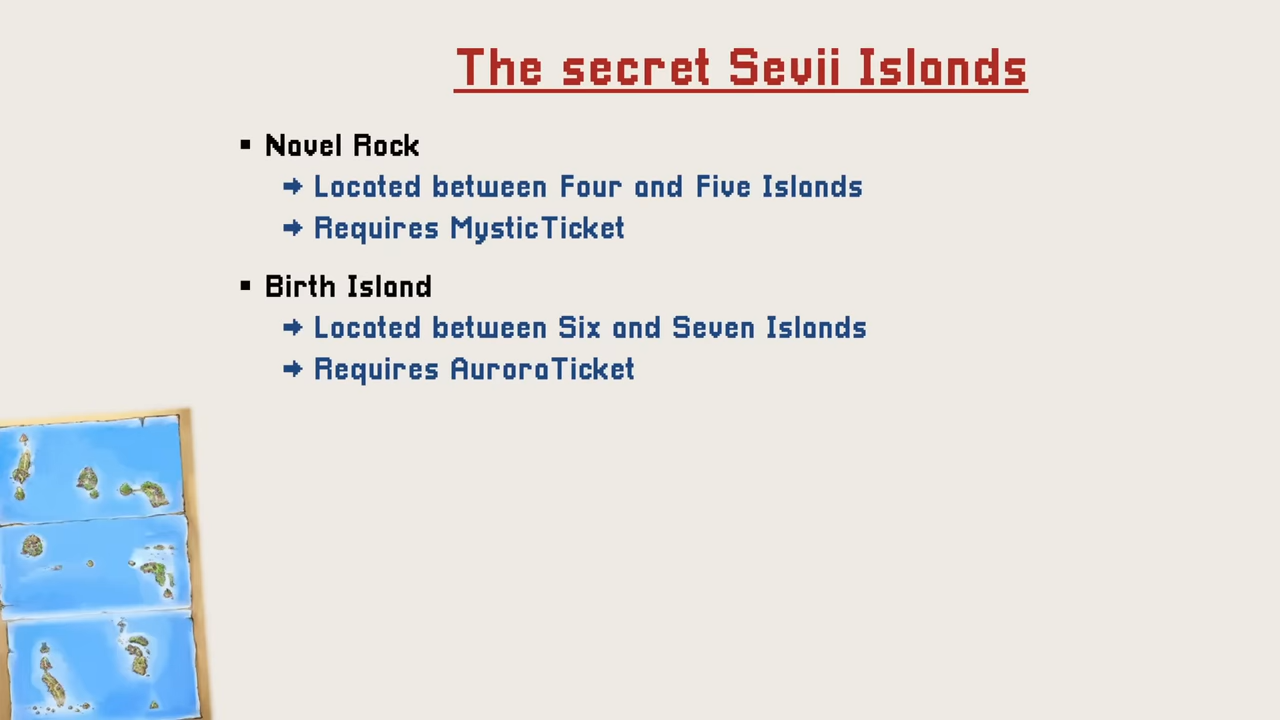 The secret Sevii Islands
▪ Navel Rock
➔ Located between Four and Five Islands
➔ Requires MysticTicket
▪ Birth Island
➔ Located between Six and Seven Islands
➔ Requires AuroraTicket